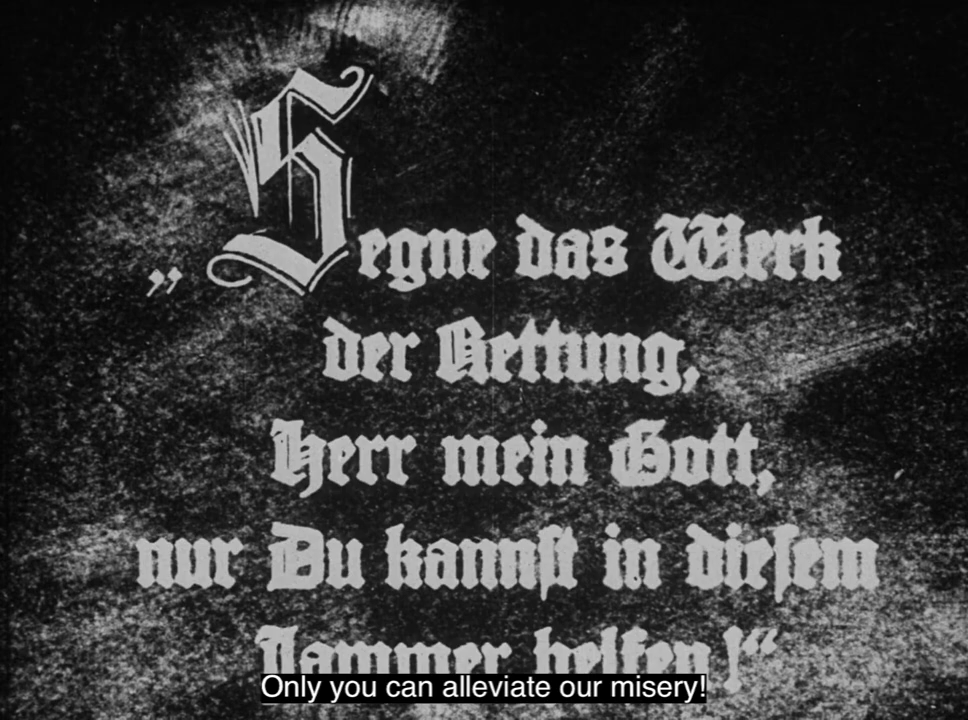 „Segne das Werk
der Rettung,
Herr mein Gott,
nur Du kannſt in dieſem
Jammer helfen!“
Only you can alleviate our misery!